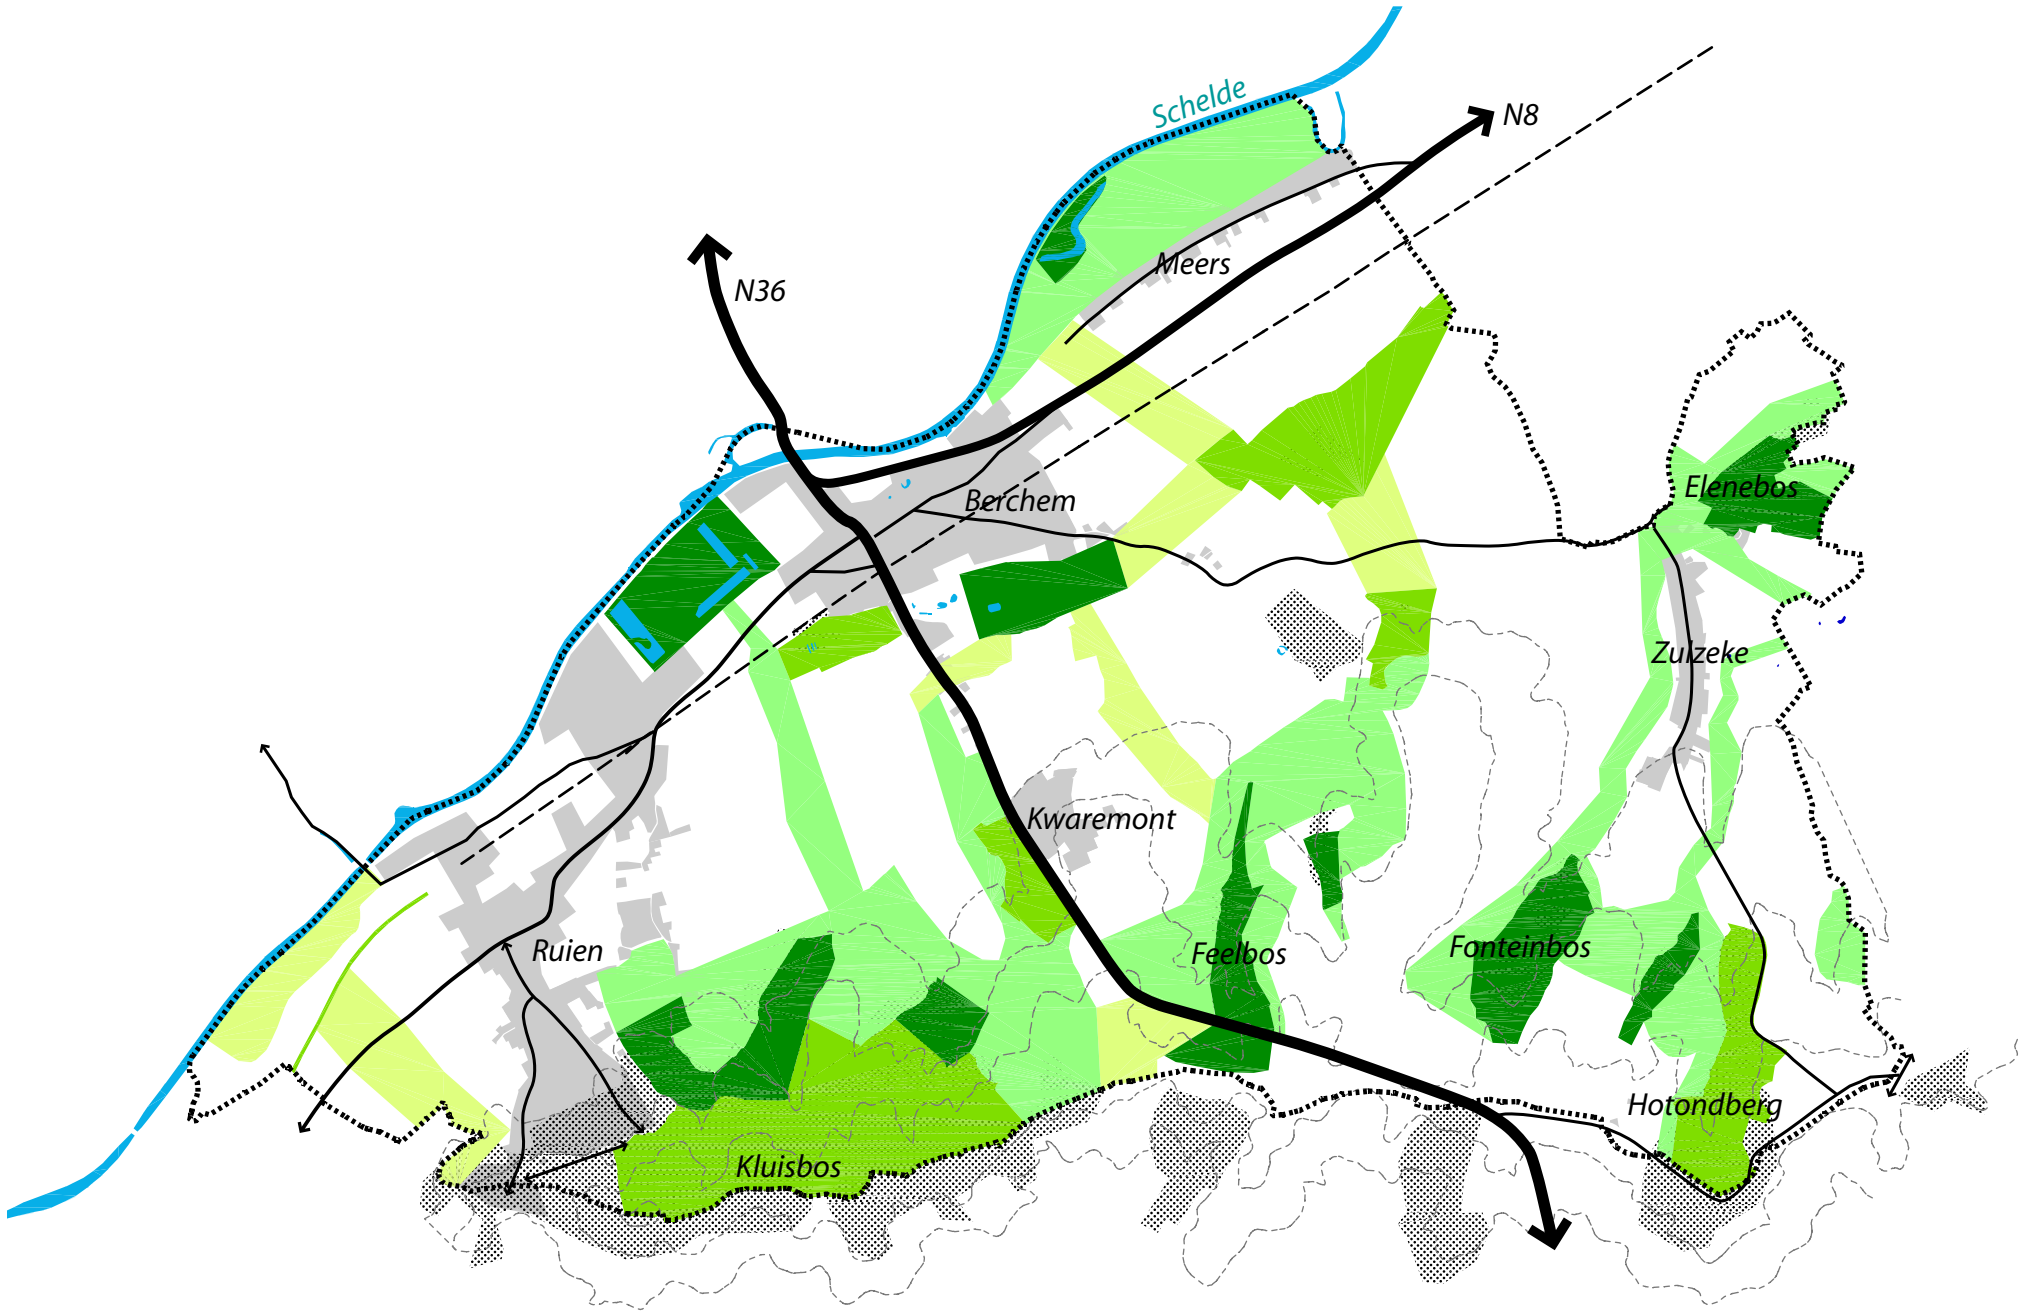 Schelde
N8
Meers
N36
Berchem
Elenebos
Zulzeke
Kwaremont
Ruien
Feelbos
Fonteinbos
Hotondberg
Kluisbos